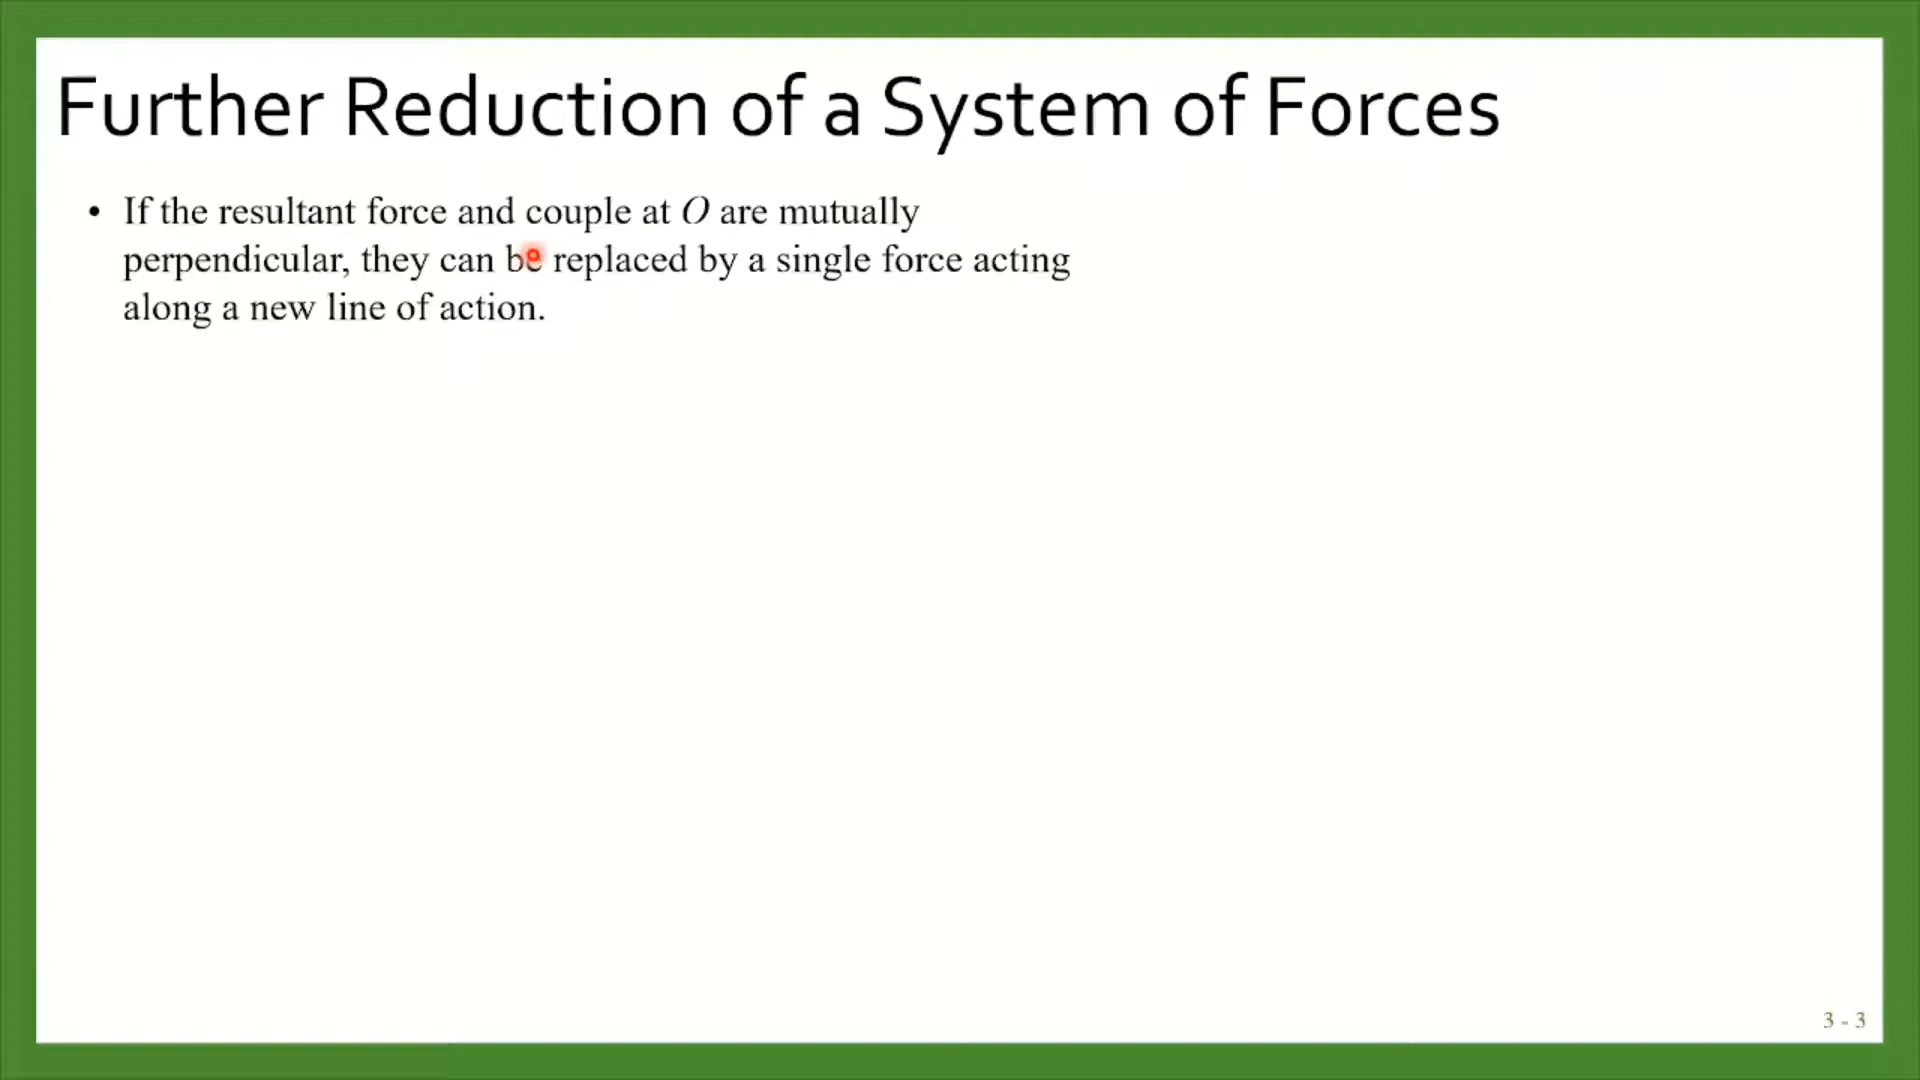 Further Reduction of a System of Forces
• If the resultant force and couple at O are mutually
perpendicular, they can be replaced by a single force acting
along a new line of action.
3 - 3